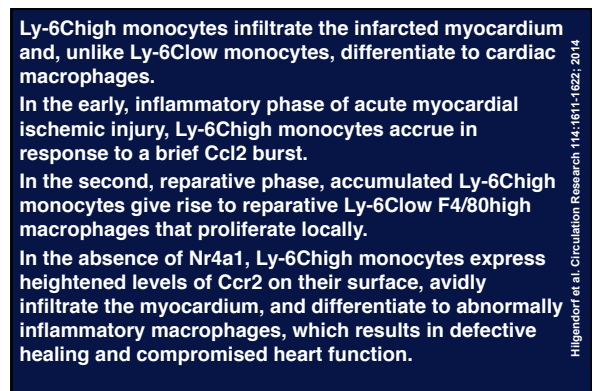 Ly-6Chigh monocytes infiltrate the infarcted myocardium
and, unlike Ly-6Clow monocytes, differentiate to cardiac
macrophages.
In the early, inflammatory phase of acute myocardial
ischemic injury, Ly-6Chigh monocytes accrue in
response to a brief Ccl2 burst.
In the second, reparative phase, accumulated Ly-6Chigh
monocytes give rise to reparative Ly-6Clow F4/80high
macrophages that proliferate locally.
In the absence of Nr4a1, Ly-6Chigh monocytes express
heightened levels of Ccr2 on their surface, avidly
infiltrate the myocardium, and differentiate to abnormally
inflammatory macrophages, which results in defective
healing and compromised heart function.
Hilgendorf et al. Circulation Research 114:1611-1622; 2014